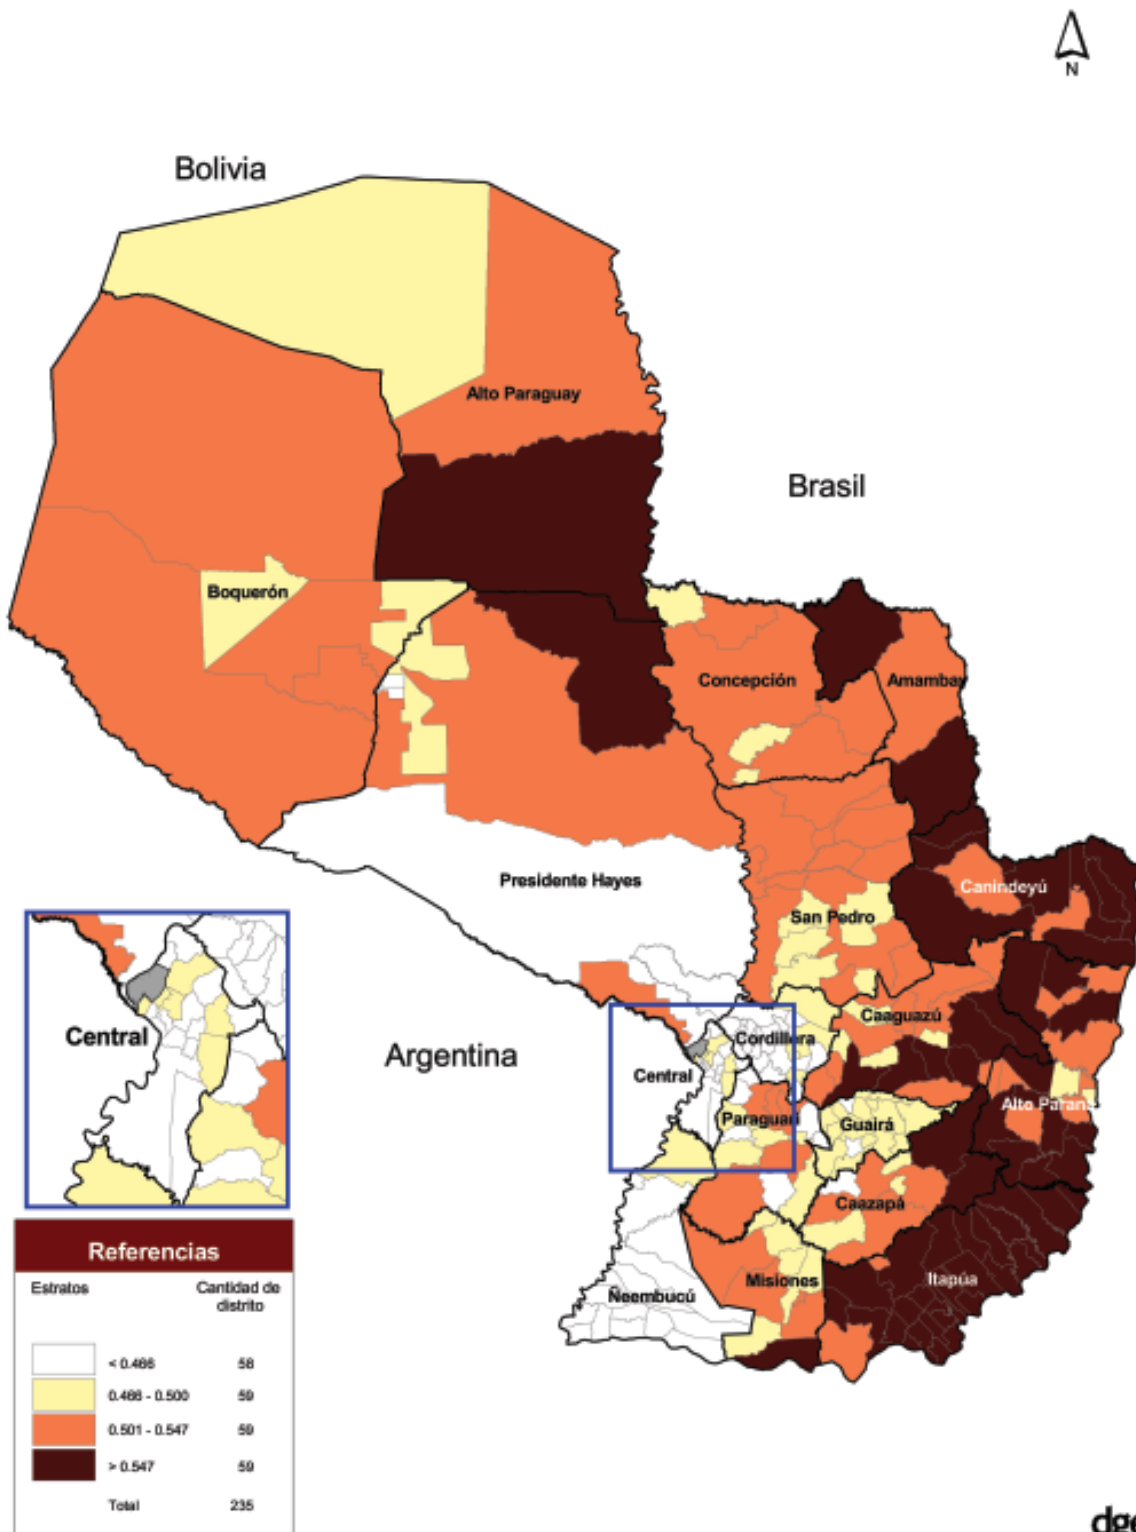 N
Bolivia
Alto Paraguay
Brasil
Boquerón
Concepción
Amambay
Presidente Hayes
Canindeyú
San Pedro
Caaguazú
Argentina
Cordillera
Central
Central
Alto Paraná
Paraguarí
Guairá
Caazapá
Itapúa
Misiones
Ñeembucú
Referencias
Estratos Cantidad de
distrito
< 0.466 58
0.466 - 0.500 59
0.501 - 0.547 59
> 0.547 59
Total 235